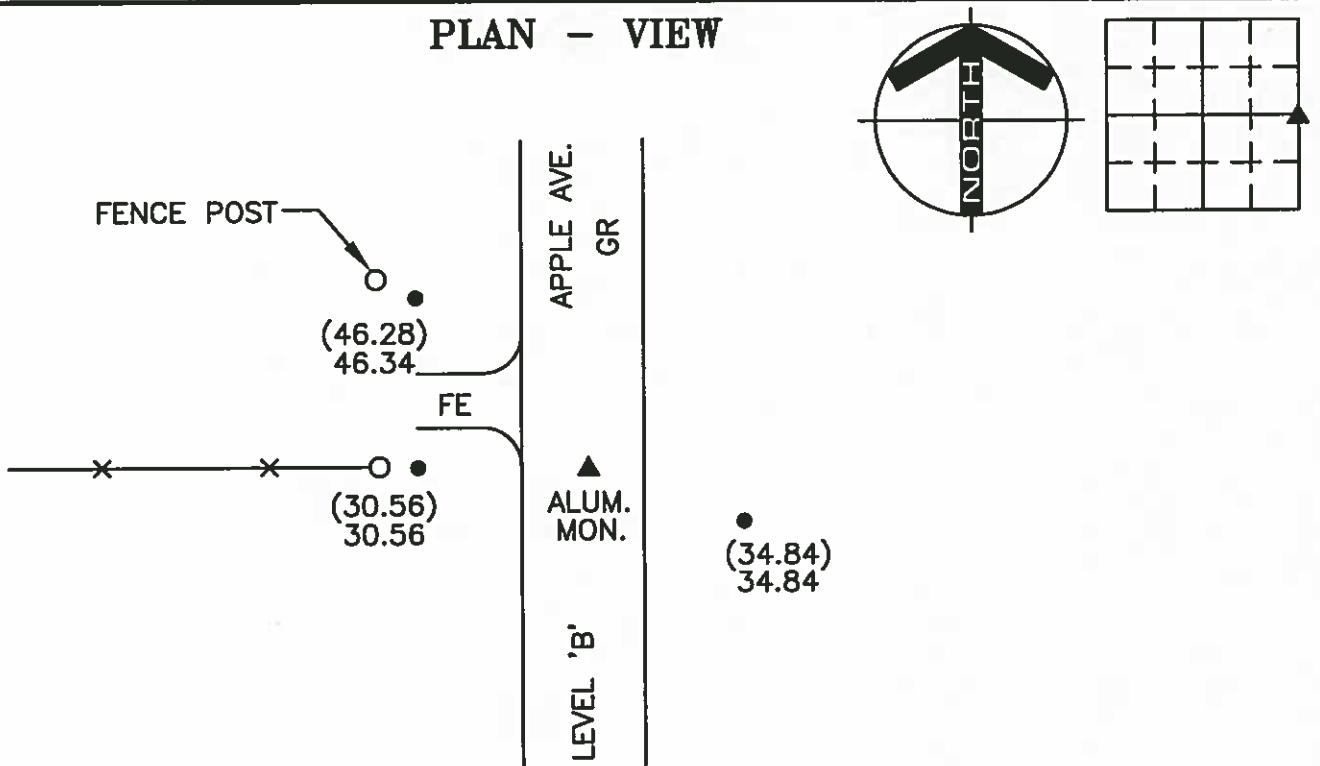 PLAN - VIEW
NORTH
FENCE POST
APPLE AVE.
GR
(46.28)
46.34
FE
(30.56)
30.56
ALUM.
MON.
(34.84)
34.84
LEVEL 'B'